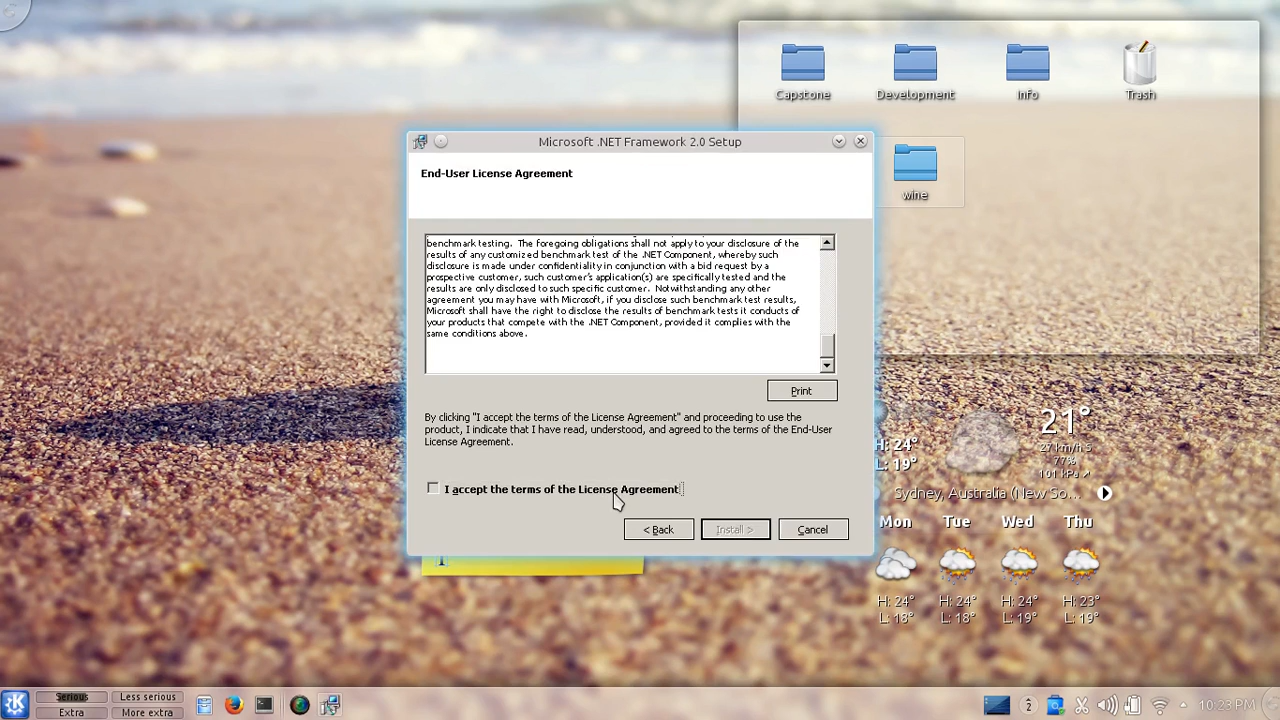 Capstone
Development
Info
Trash
wine
Microsoft .NET Framework 2.0 Setup
End-User License Agreement
benchmark testing. The foregoing obligations shall not apply to your disclosure of the
results of any customized benchmark test of the .NET Component, whereby such
disclosure is made under confidentiality in conjunction with a bid request by a
prospective customer, such customer's application(s) are specifically tested and the
results are only disclosed to such specific customer. Notwithstanding any other
agreement you may have with Microsoft, if you disclose such benchmark test results,
Microsoft shall have the right to disclose the results of benchmark tests it conducts of
your products that compete with the .NET Component, provided it complies with the
same conditions above.
Print
By clicking "I accept the terms of the License Agreement" and proceeding to use the
product, I indicate that I have read, understood, and agreed to the terms of the End-User
License Agreement.
I accept the terms of the License Agreement
< Back
Install >
Cancel
21°
H: 24°
L: 19°
27 km/h S
77%
101 kPa
Sydney, Australia (New So...
Mon Tue Wed Thu
H: 24° H: 24° H: 24° H: 23°
L: 18° L: 18° L: 19° L: 19°
Serious
Less serious
Extra
More extra
2
10:23 PM